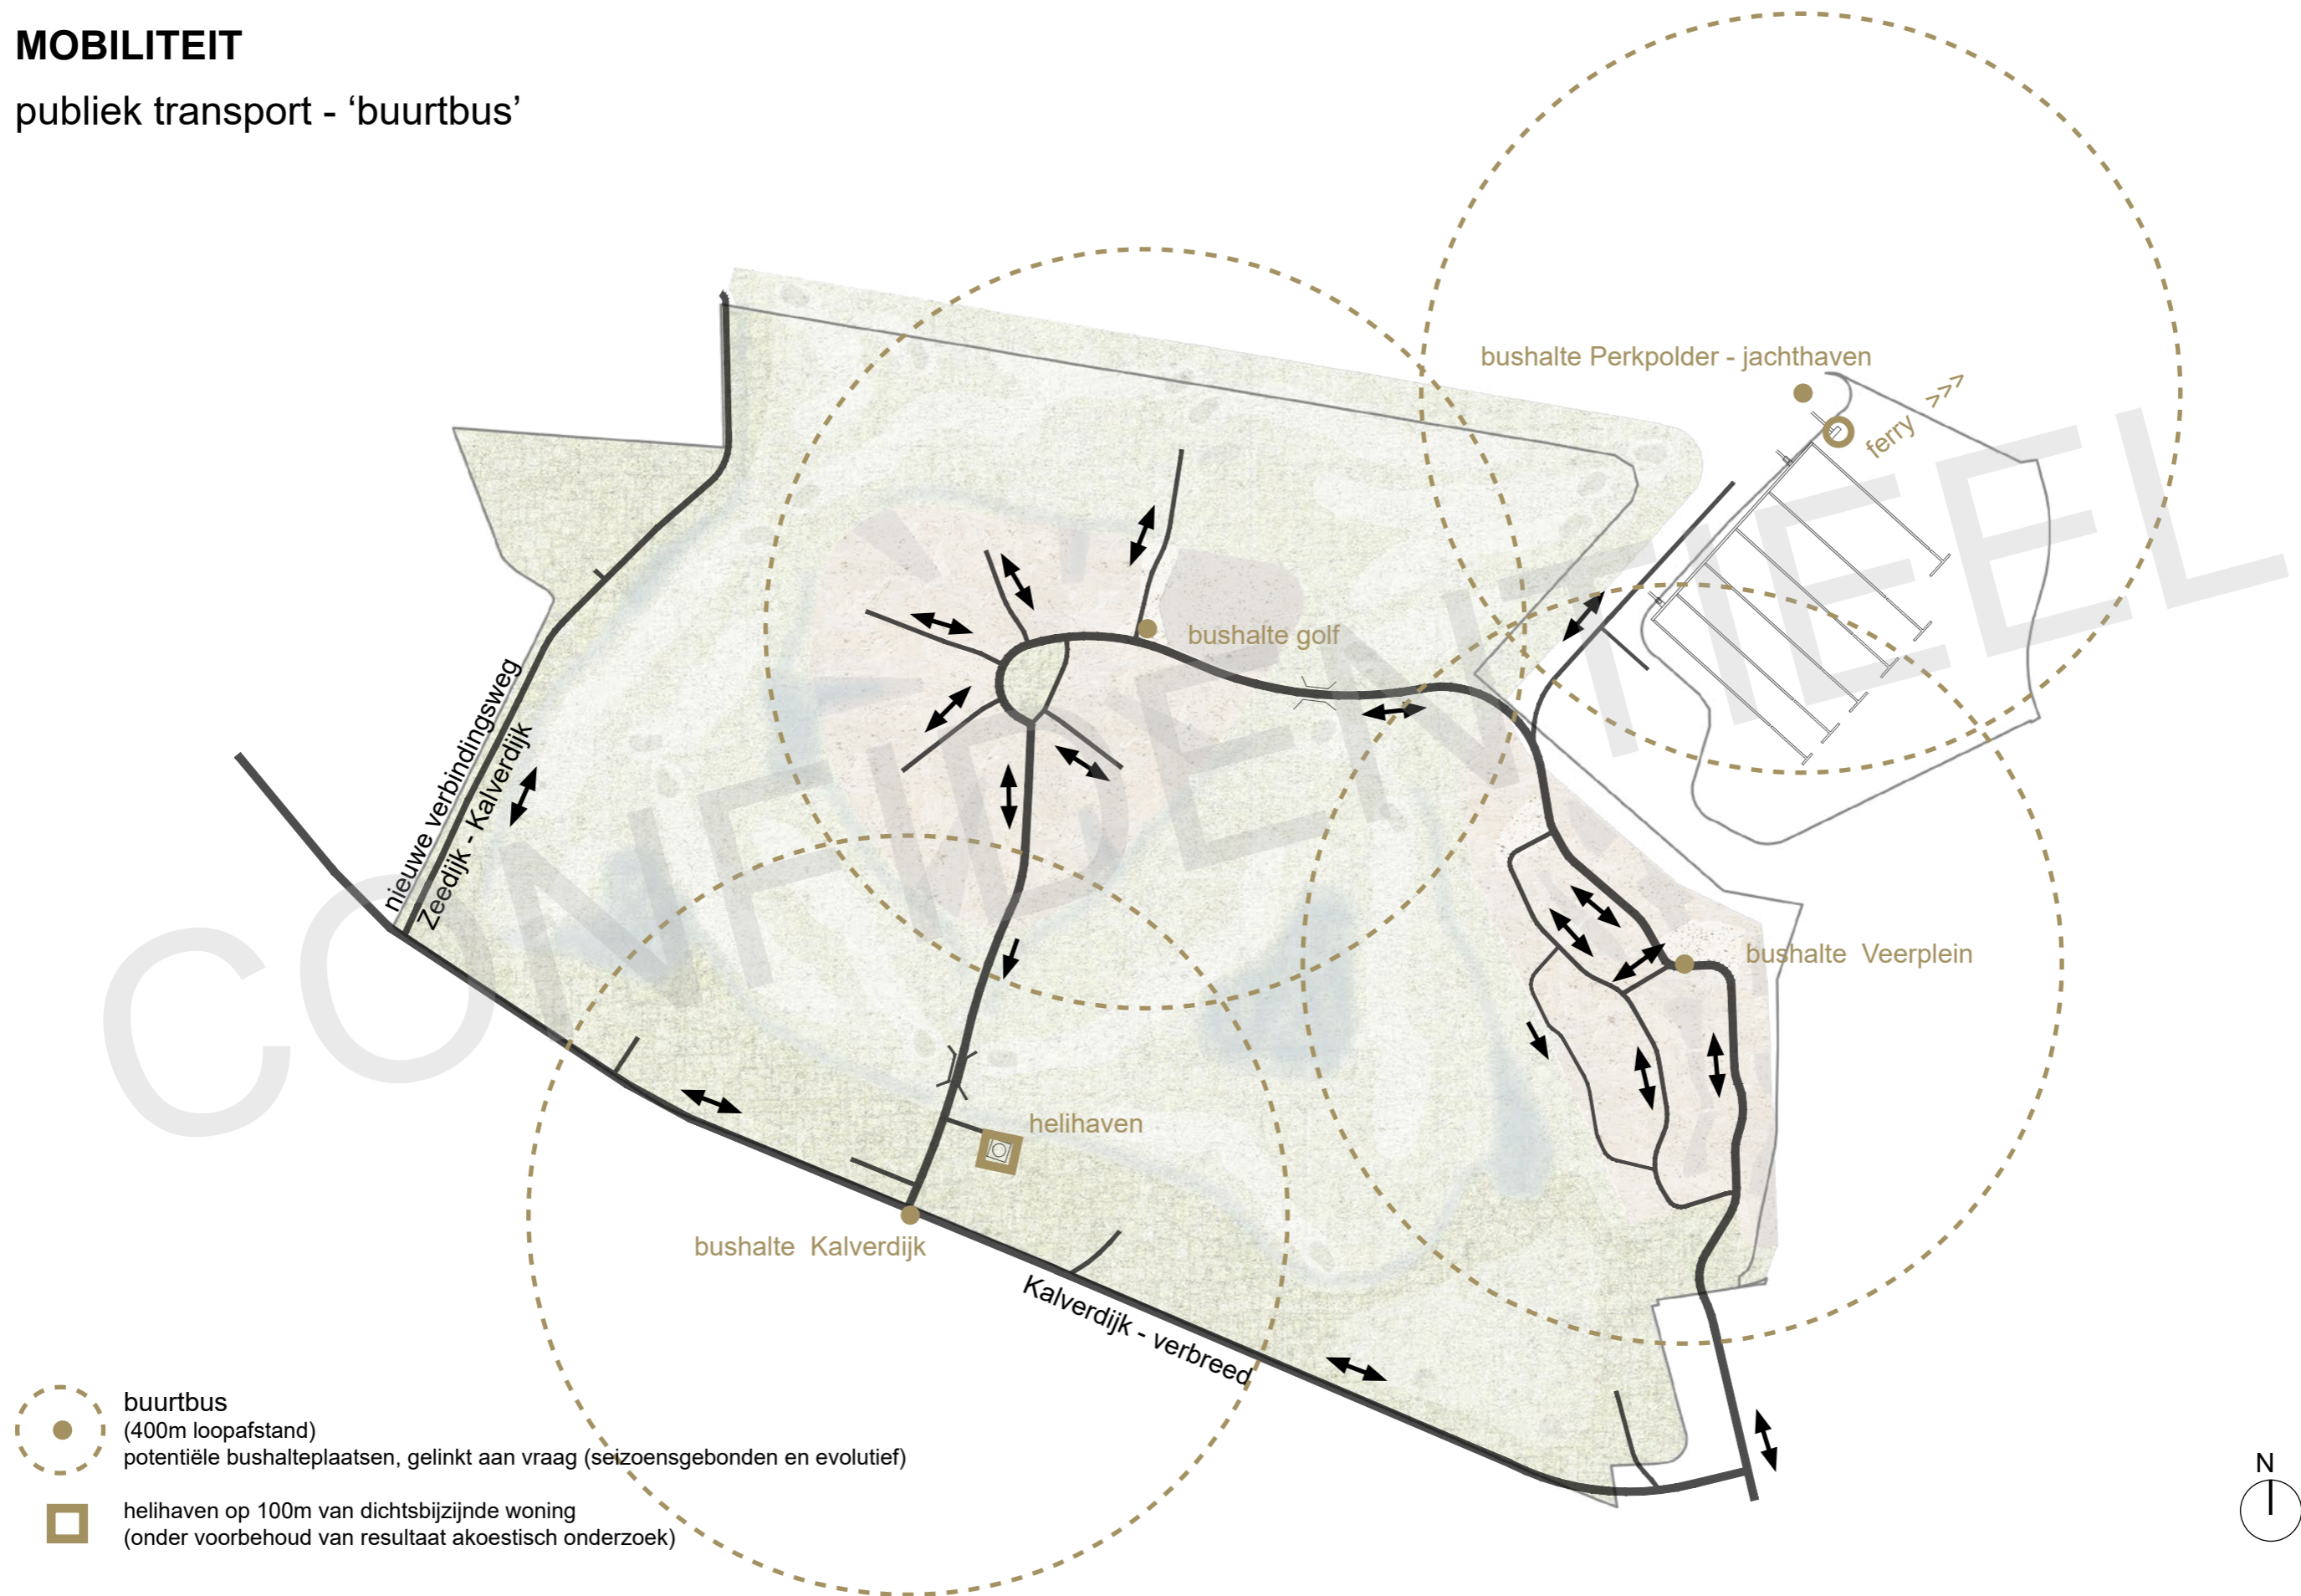 MOBILITEIT
publiek transport - ‘buurtbus’
bushalte Perkpolder - jachthaven
ferry >>>
bushalte golf
nieuwe verbindingsweg
Zeedijk - Kalverdijk
CONFIDENTIEEL
bushalte  Veerplein
helihaven
bushalte  Kalverdijk
Kalverdijk - verbreed
buurtbus
(400m loopafstand)
potentiële bushalteplaatsen, gelinkt aan vraag (seizoensgebonden en evolutief)
helihaven op 100m van dichtsbijzijnde woning
(onder voorbehoud van resultaat akoestisch onderzoek)
N